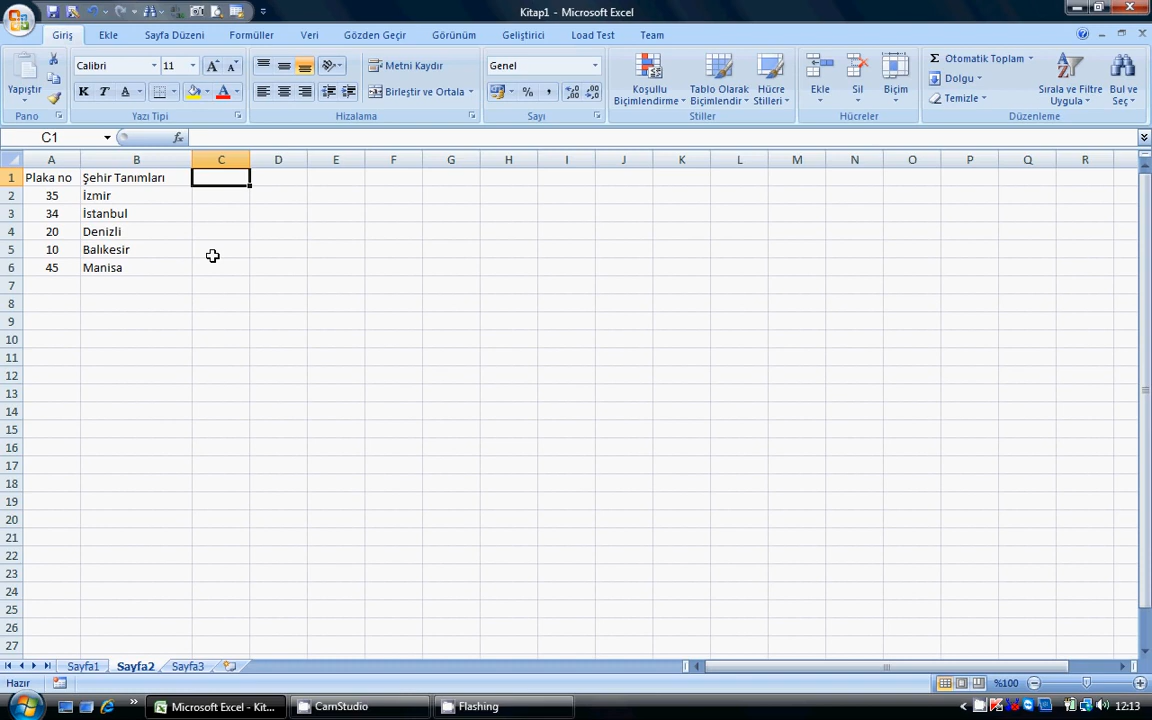 Kitap1 - Microsoft Excel
Giriş Ekle Sayfa Düzeni Formüller Veri Gözden Geçir Görünüm Geliştirici Load Test Team
Yapıştır
Calibri 11
K T A
Metni Kaydır
Birleştir ve Ortala
Genel
Koşullu Biçimlendirme
Tablo Olarak Biçimlendir
Hücre Stilleri
Ekle Sil Biçim
Σ Otomatik Toplam
Dolgu
Temizle
Sırala ve Filtre Uygula
Bul ve Seç
Pano Yazı Tipi Hizalama Sayı Stiller Hücreler Düzenleme
C1 fx
A B C D E F G H I J K L M N O P Q R
1 Plaka no Şehir Tanımları
2 35 İzmir
3 34 İstanbul
4 20 Denizli
5 10 Balıkesir
6 45 Manisa
7
8
9
10
11
12
13
14
15
16
17
18
19
20
21
22
23
24
25
26
27
Sayfa1 Sayfa2 Sayfa3
Hazır %100
Microsoft Excel - Kit... CamStudio Flashing 12:13